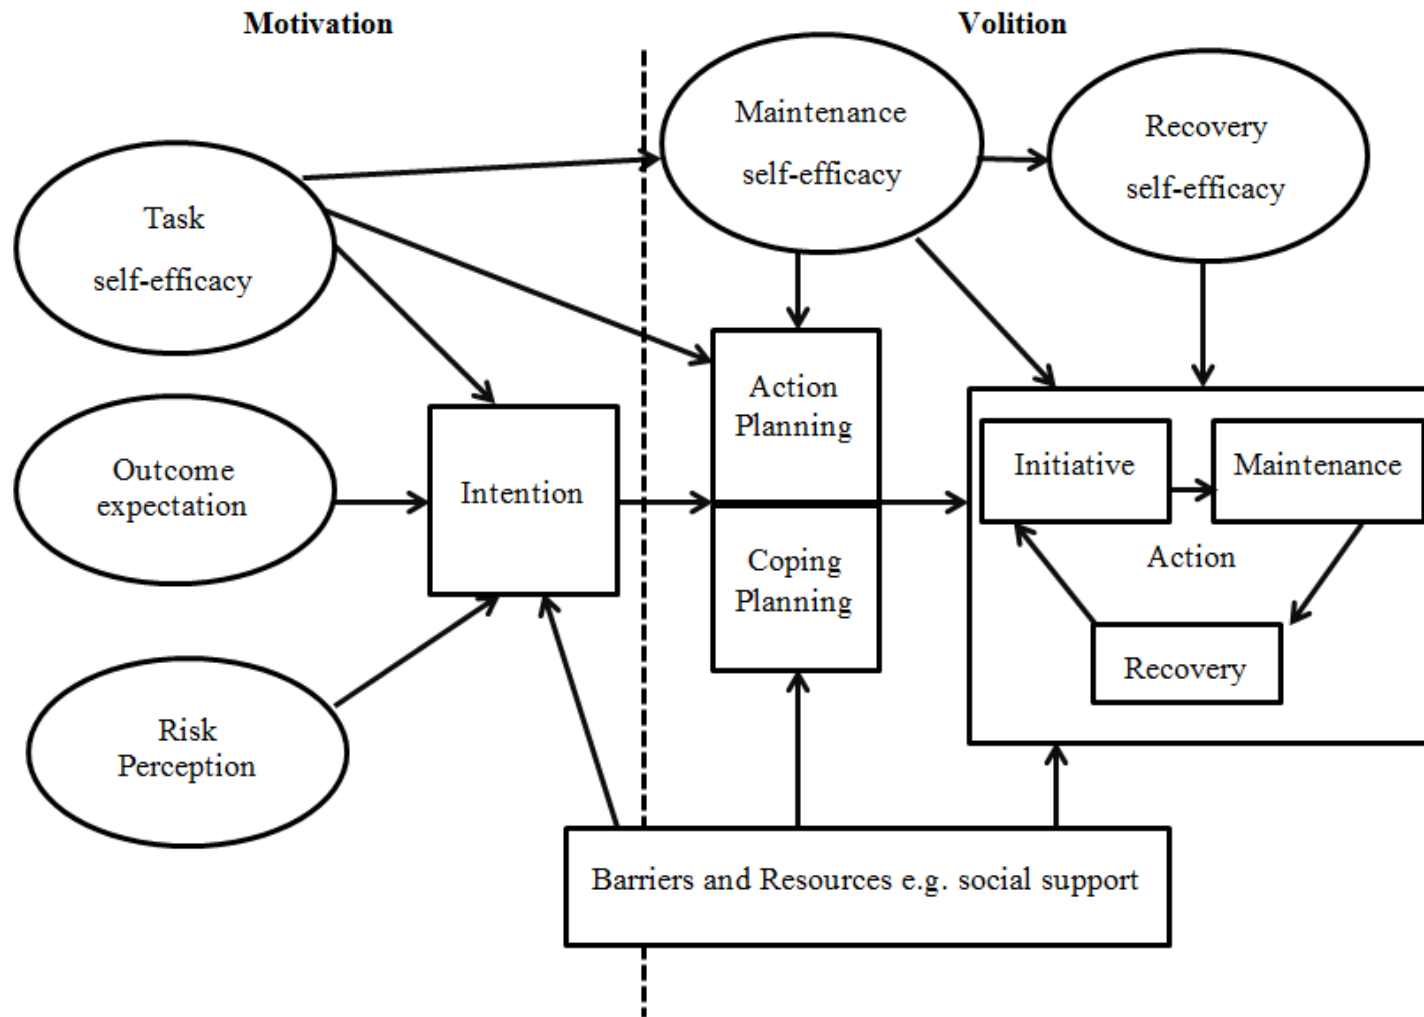 Motivation
Volition
Maintenance
self-efficacy
Recovery
self-efficacy
Task
self-efficacy
Action
Planning
Outcome
expectation
Intention
Initiative
Maintenance
Action
Coping
Planning
Recovery
Risk
Perception
Barriers and Resources e.g. social support